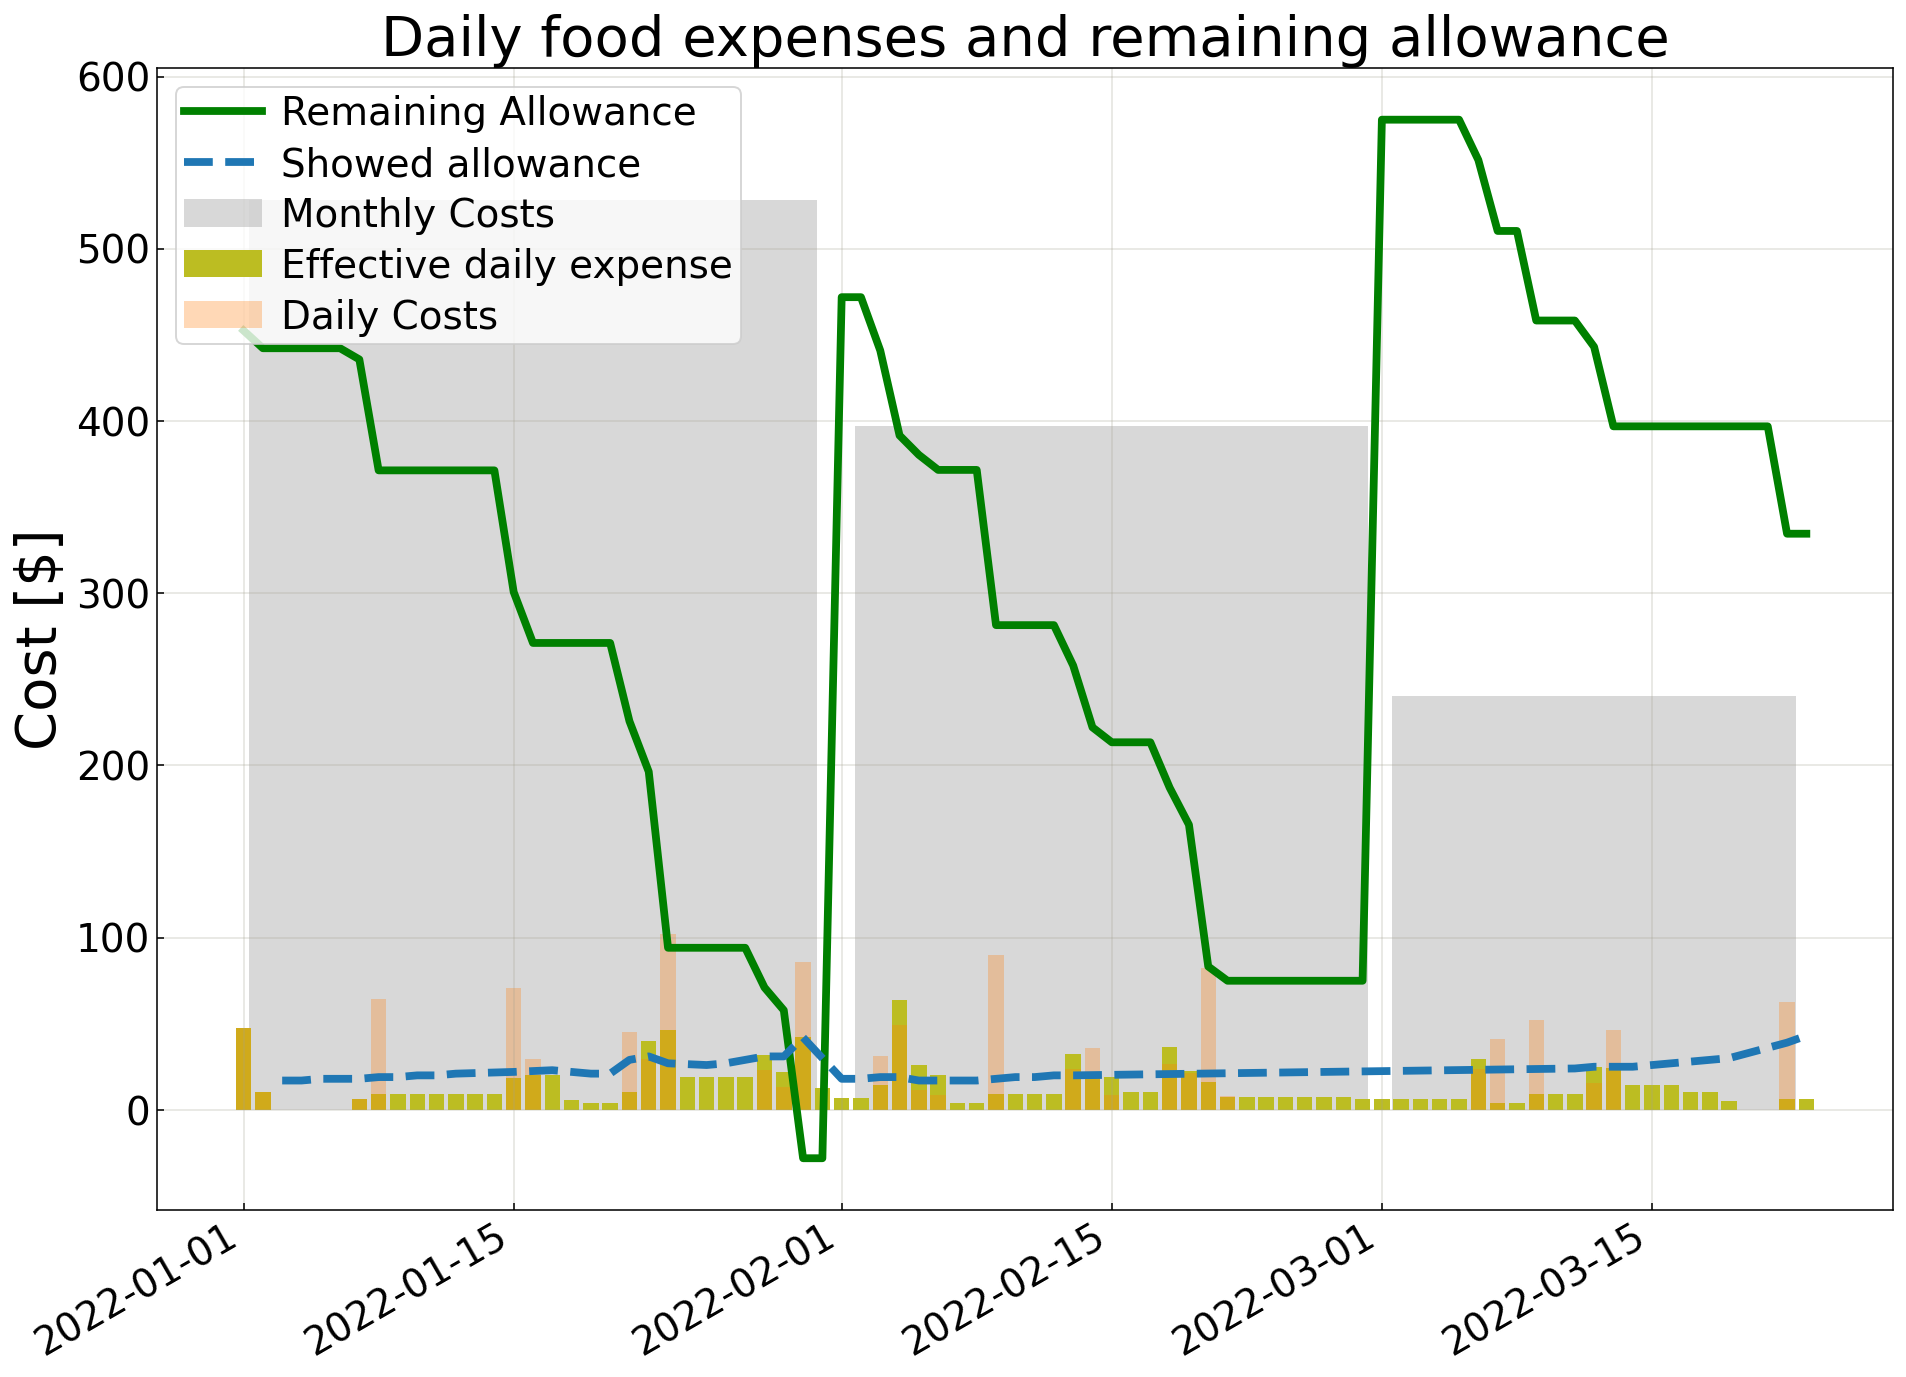 Daily food expenses and remaining allowance
600
500
400
300
200
100
0
Cost [$]
Remaining Allowance
Showed allowance
Monthly Costs
Effective daily expense
Daily Costs
2022-01-01
2022-01-15
2022-02-01
2022-02-15
2022-03-01
2022-03-15